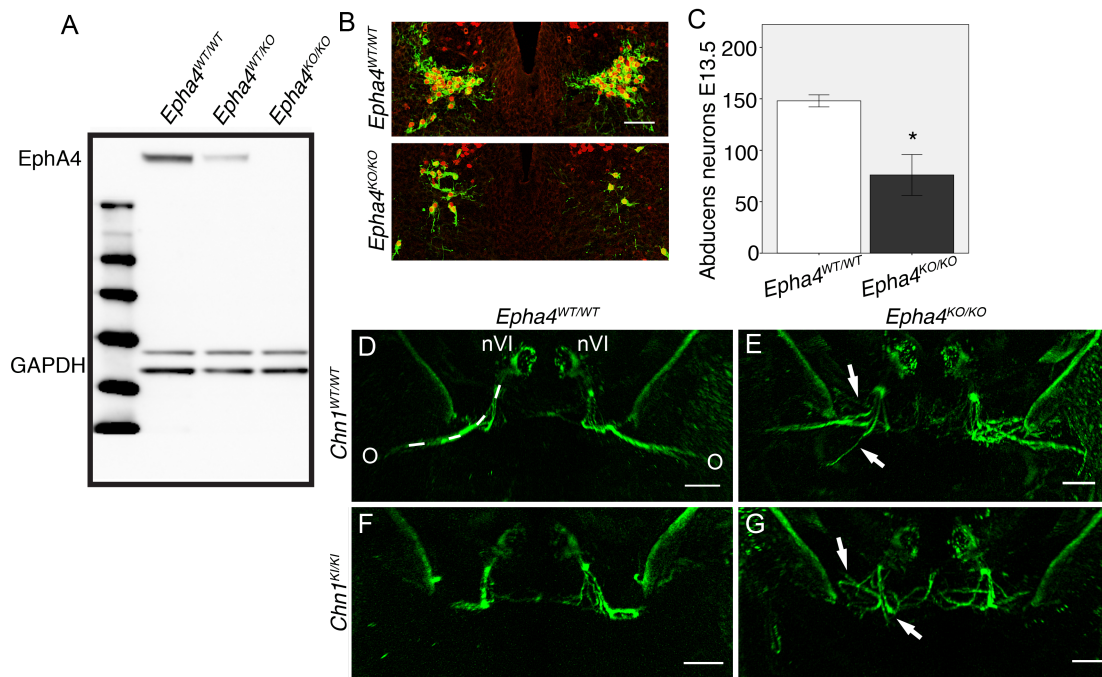 A
Epha4WT/WT
Epha4WT/KO
Epha4KO/KO
EphA4
GAPDH
B
Epha4WT/WT
Epha4KO/KO
C
Abducens neurons E13.5
200
150
100
50
0
*
Epha4WT/WT
Epha4KO/KO
Epha4WT/WT
Epha4KO/KO
Chn1WT/WT
D
nVI
nVI
O
O
E
Chn1KI/KI
F
G